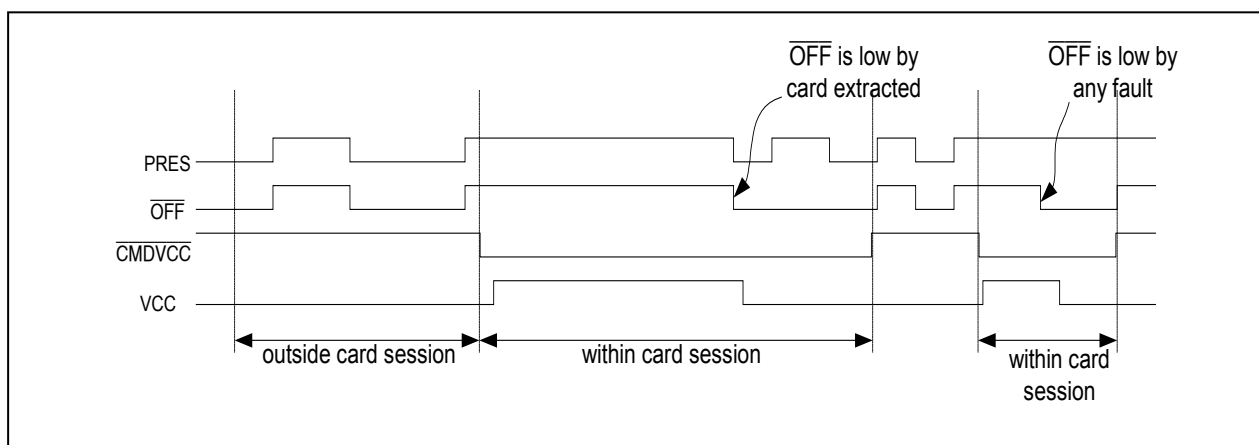 OFF is low by
card extracted
OFF is low by
any fault
PRES
OFF
CMDVCC
VCC
outside card session
within card session
within card
session